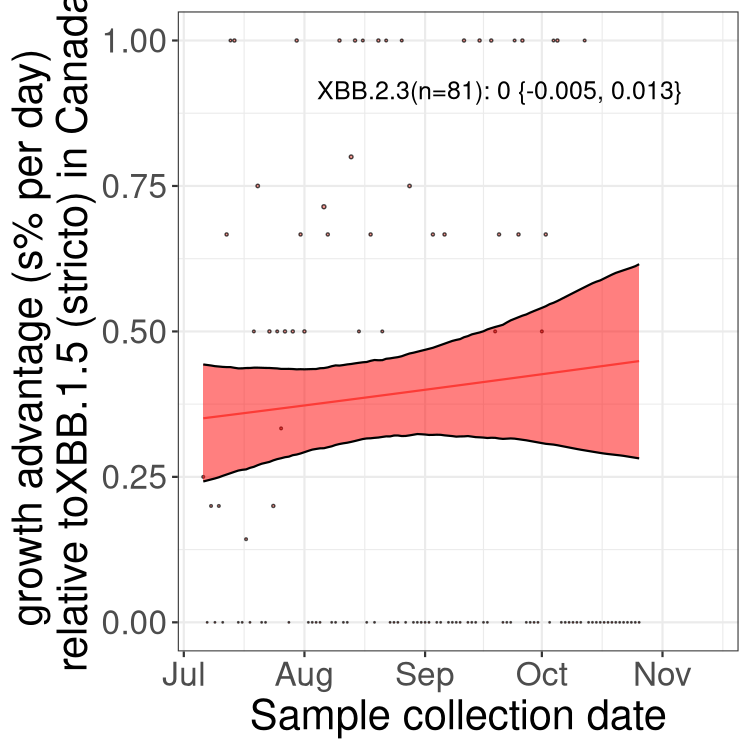 growth advantage (s% per day)
relative toXBB.1.5 (stricto) in Canada
1.00
0.75
0.50
0.25
0.00
XBB.2.3(n=81): 0 {-0.005, 0.013}
Jul Aug Sep Oct Nov
Sample collection date